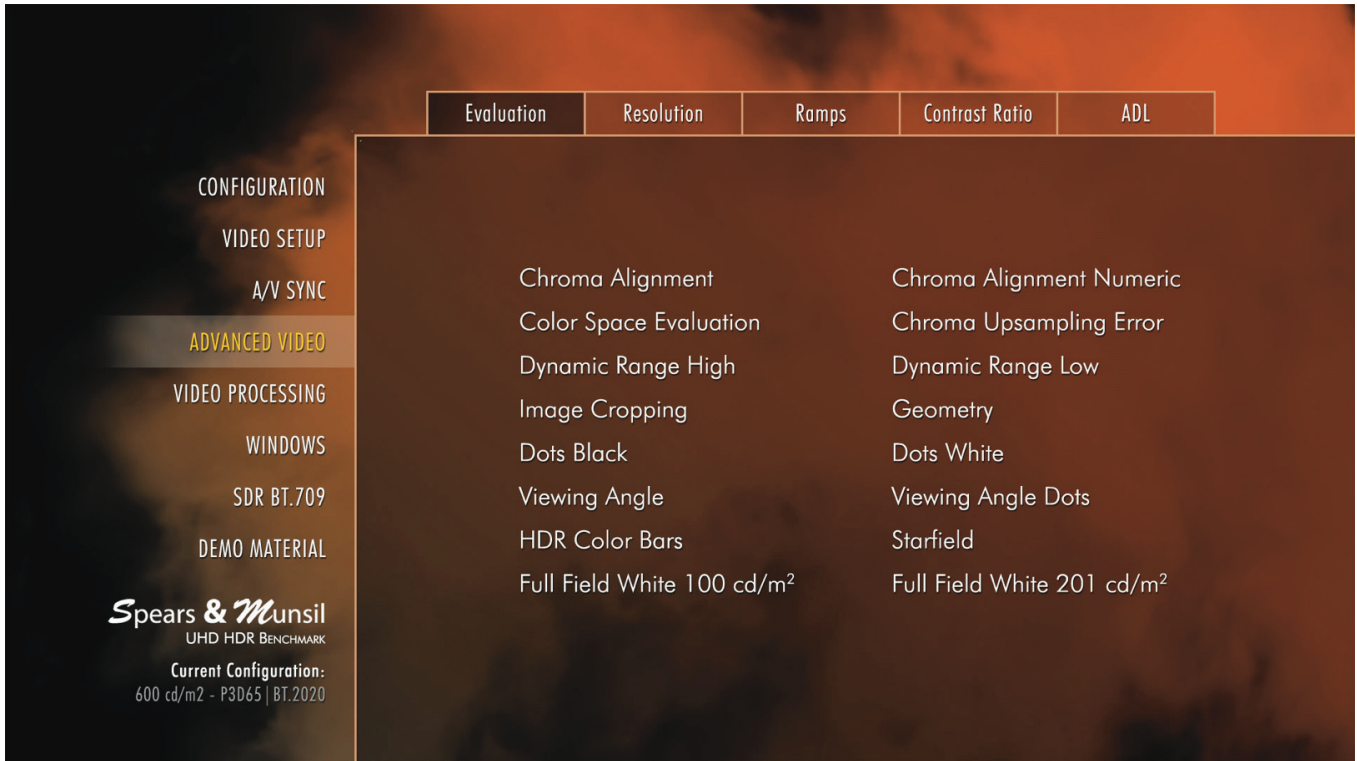 Evaluation
Resolution
Ramps
Contrast Ratio
ADL
CONFIGURATION
VIDEO SETUP
A/V SYNC
ADVANCED VIDEO
VIDEO PROCESSING
WINDOWS
SDR BT.709
DEMO MATERIAL
Spears & Munsil
UHD HDR BENCHMARK
Current Configuration:
600 cd/m2 - P3D65 | BT.2020
Chroma Alignment
Chroma Alignment Numeric
Color Space Evaluation
Chroma Upsampling Error
Dynamic Range High
Dynamic Range Low
Image Cropping
Geometry
Dots Black
Dots White
Viewing Angle
Viewing Angle Dots
HDR Color Bars
Starfield
Full Field White 100 cd/m²
Full Field White 201 cd/m²